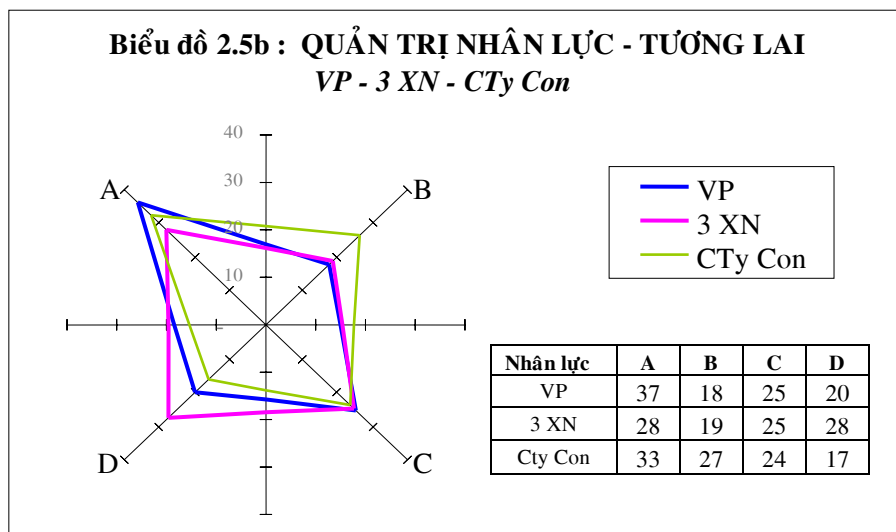 Biểu đồ 2.5b : QUẢN TRỊ NHÂN LỰC - TƯƠNG LAI
VP - 3 XN - CTy Con
40
30
20
10
_
A
B
C
D
VP
3 XN
CTy Con
Nhân lực A B C D
VP 37 18 25 20
3 XN 28 19 25 28
Cty Con 33 27 24 17